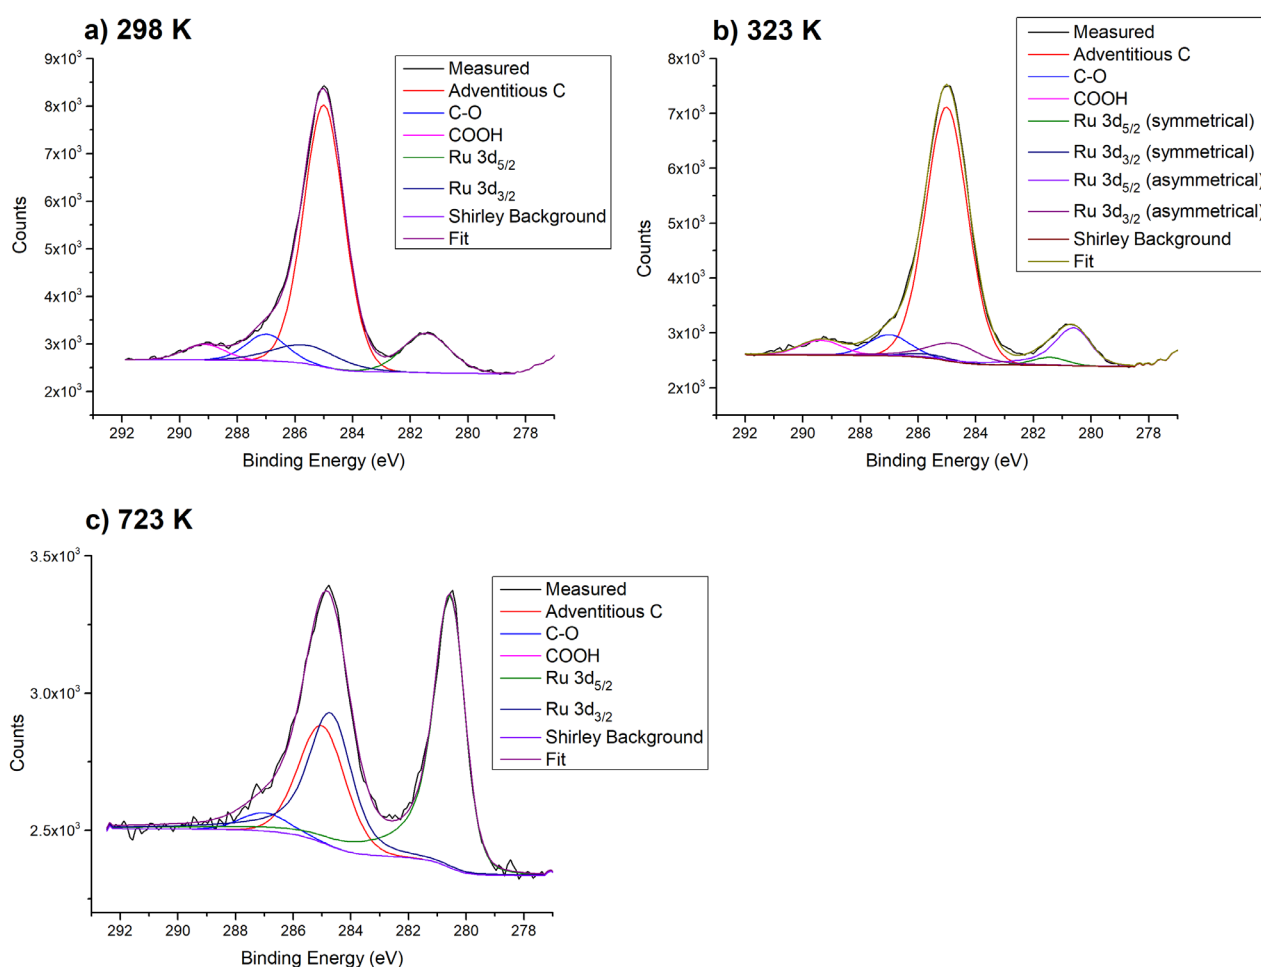 a) 298 K
9x10³
8x10³
7x10³
6x10³
5x10³
4x10³
3x10³
2x10³
Counts
292 290 288 286 284 282 280 278
Binding Energy (eV)
Measured
Adventitious C
C-O
COOH
Ru 3d5/2
Ru 3d3/2
Shirley Background
Fit
b) 323 K
8x10³
7x10³
6x10³
5x10³
4x10³
3x10³
2x10³
Counts
292 290 288 286 284 282 280 278
Binding Energy (eV)
Measured
Adventitious C
C-O
COOH
Ru 3d5/2 (symmetrical)
Ru 3d3/2 (symmetrical)
Ru 3d5/2 (asymmetrical)
Ru 3d3/2 (asymmetrical)
Shirley Background
Fit
c) 723 K
3.5x10³
3.0x10³
2.5x10³
Counts
292 290 288 286 284 282 280 278
Binding Energy (eV)
Measured
Adventitious C
C-O
COOH
Ru 3d5/2
Ru 3d3/2
Shirley Background
Fit